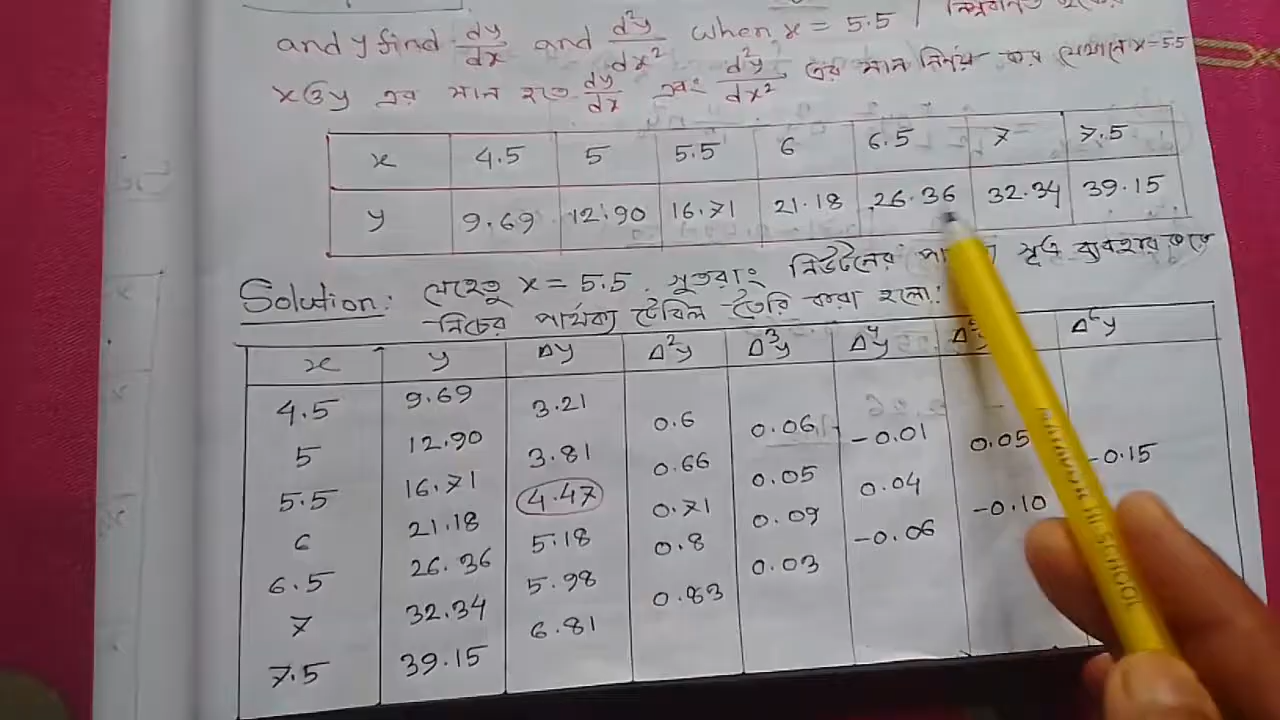 and y find dy/dx and d²y/dx² when x = 5.5 |
x ও y এর মান হতে dy/dx এবং d²y/dx² এর মান নির্নয় কর যেখানে x=5.5
x 4.5 5 5.5 6 6.5 7 7.5
y 9.69 12.90 16.71 21.18 26.36 32.34 39.15
Solution: যেহেতু x = 5.5. সুতরাং নিউটনের সূত্র ব্যবহার
নিচের পার্থক্য টেবিল তৈরি করা হলো:
x y Δy Δ²y Δ³y Δ⁴y Δ⁶y
4.5 9.69 3.21 0.6 0.06 -0.01 0.05 -0.15
5 12.90 3.81 0.66 0.05 0.04 -0.10
5.5 16.71 4.47 0.71 0.09 -0.06
6 21.18 5.18 0.8 0.03
6.5 26.36 5.98 0.83
7 32.34 6.81
7.5 39.15